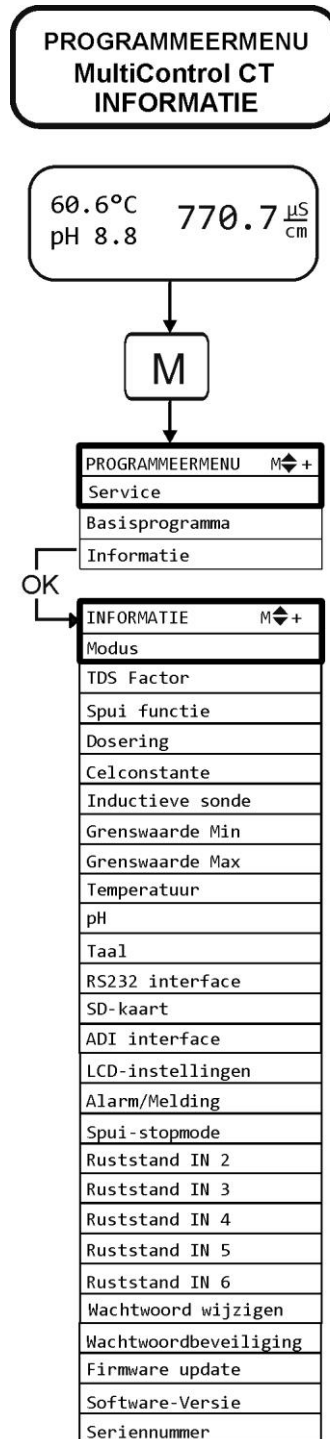 PROGRAMMEERMENU
MultiControl CT
INFORMATIE
60.6°C
pH 8.8
770.7 µS/cm
M
PROGRAMMEERMENU M◆+
Service
Basisprogramma
Informatie
OK
INFORMATIE M◆+
Modus
TDS Factor
Spui functie
Dosering
Celconstante
Inductieve sonde
Grenswaarde Min
Grenswaarde Max
Temperatuur
pH
Taal
RS232 interface
SD-kaart
ADI interface
LCD-instellingen
Alarm/Melding
Spui-stopmode
Ruststand IN 2
Ruststand IN 3
Ruststand IN 4
Ruststand IN 5
Ruststand IN 6
Wachtwoord wijzigen
Wachtwoordbeveiliging
Firmware update
Software-Versie
Seriennummer